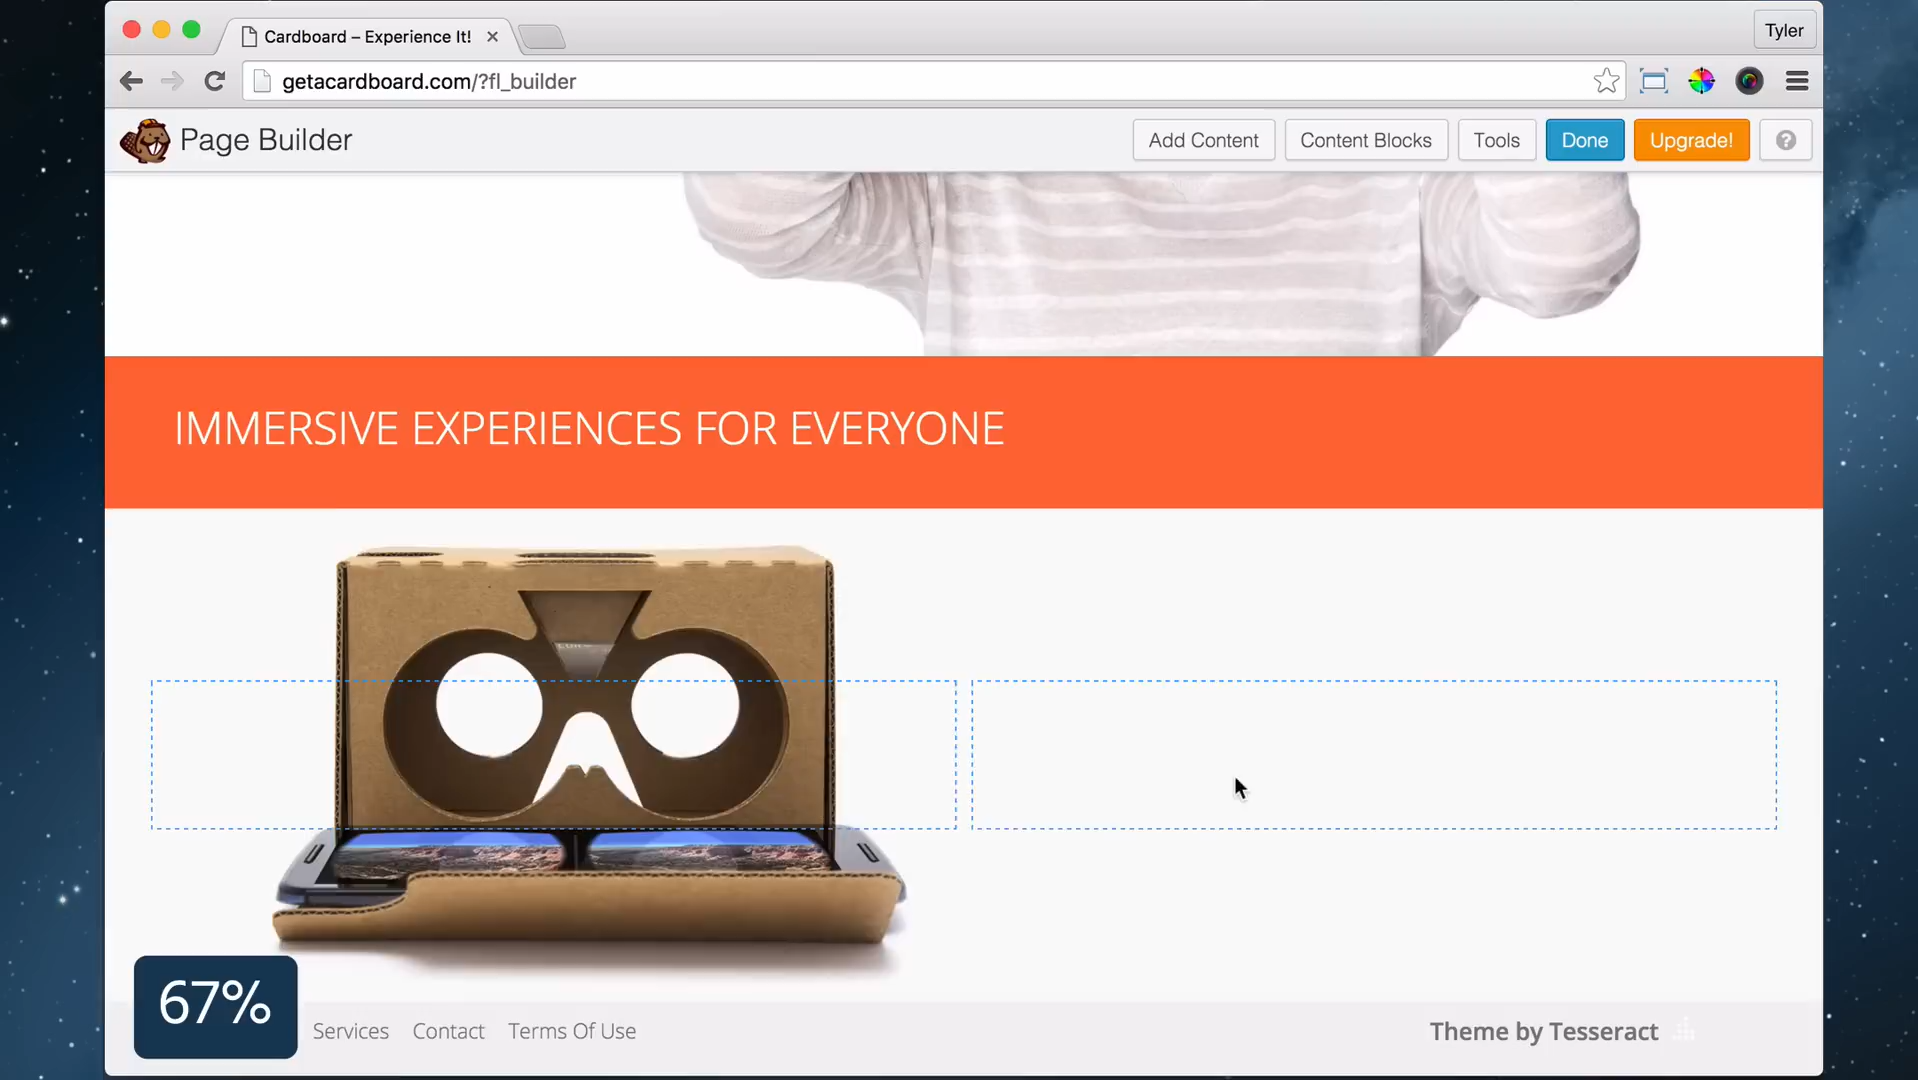 Cardboard – Experience It!
Tyler
getacardboard.com/?fl_builder
Page Builder
Add Content
Content Blocks
Tools
Done
Upgrade!
?
IMMERSIVE EXPERIENCES FOR EVERYONE
67%
Services
Contact
Terms Of Use
Theme by Tesseract